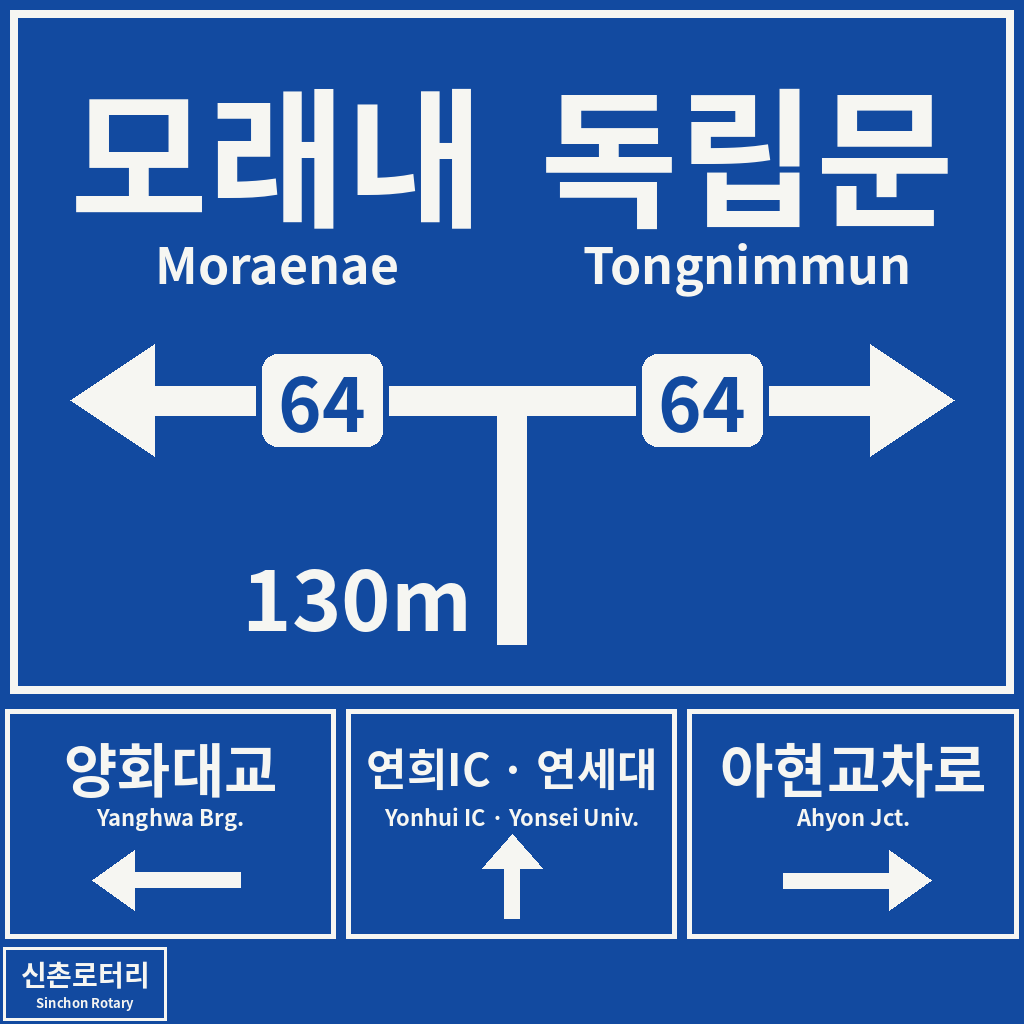 모래내 독립문
Moraenae Tongnimmun
64 64
130m
양화대교
Yanghwa Brg.
연희IC · 연세대
Yonhui IC · Yonsei Univ.
아현교차로
Ahyon Jct.
신촌로터리
Sinchon Rotary